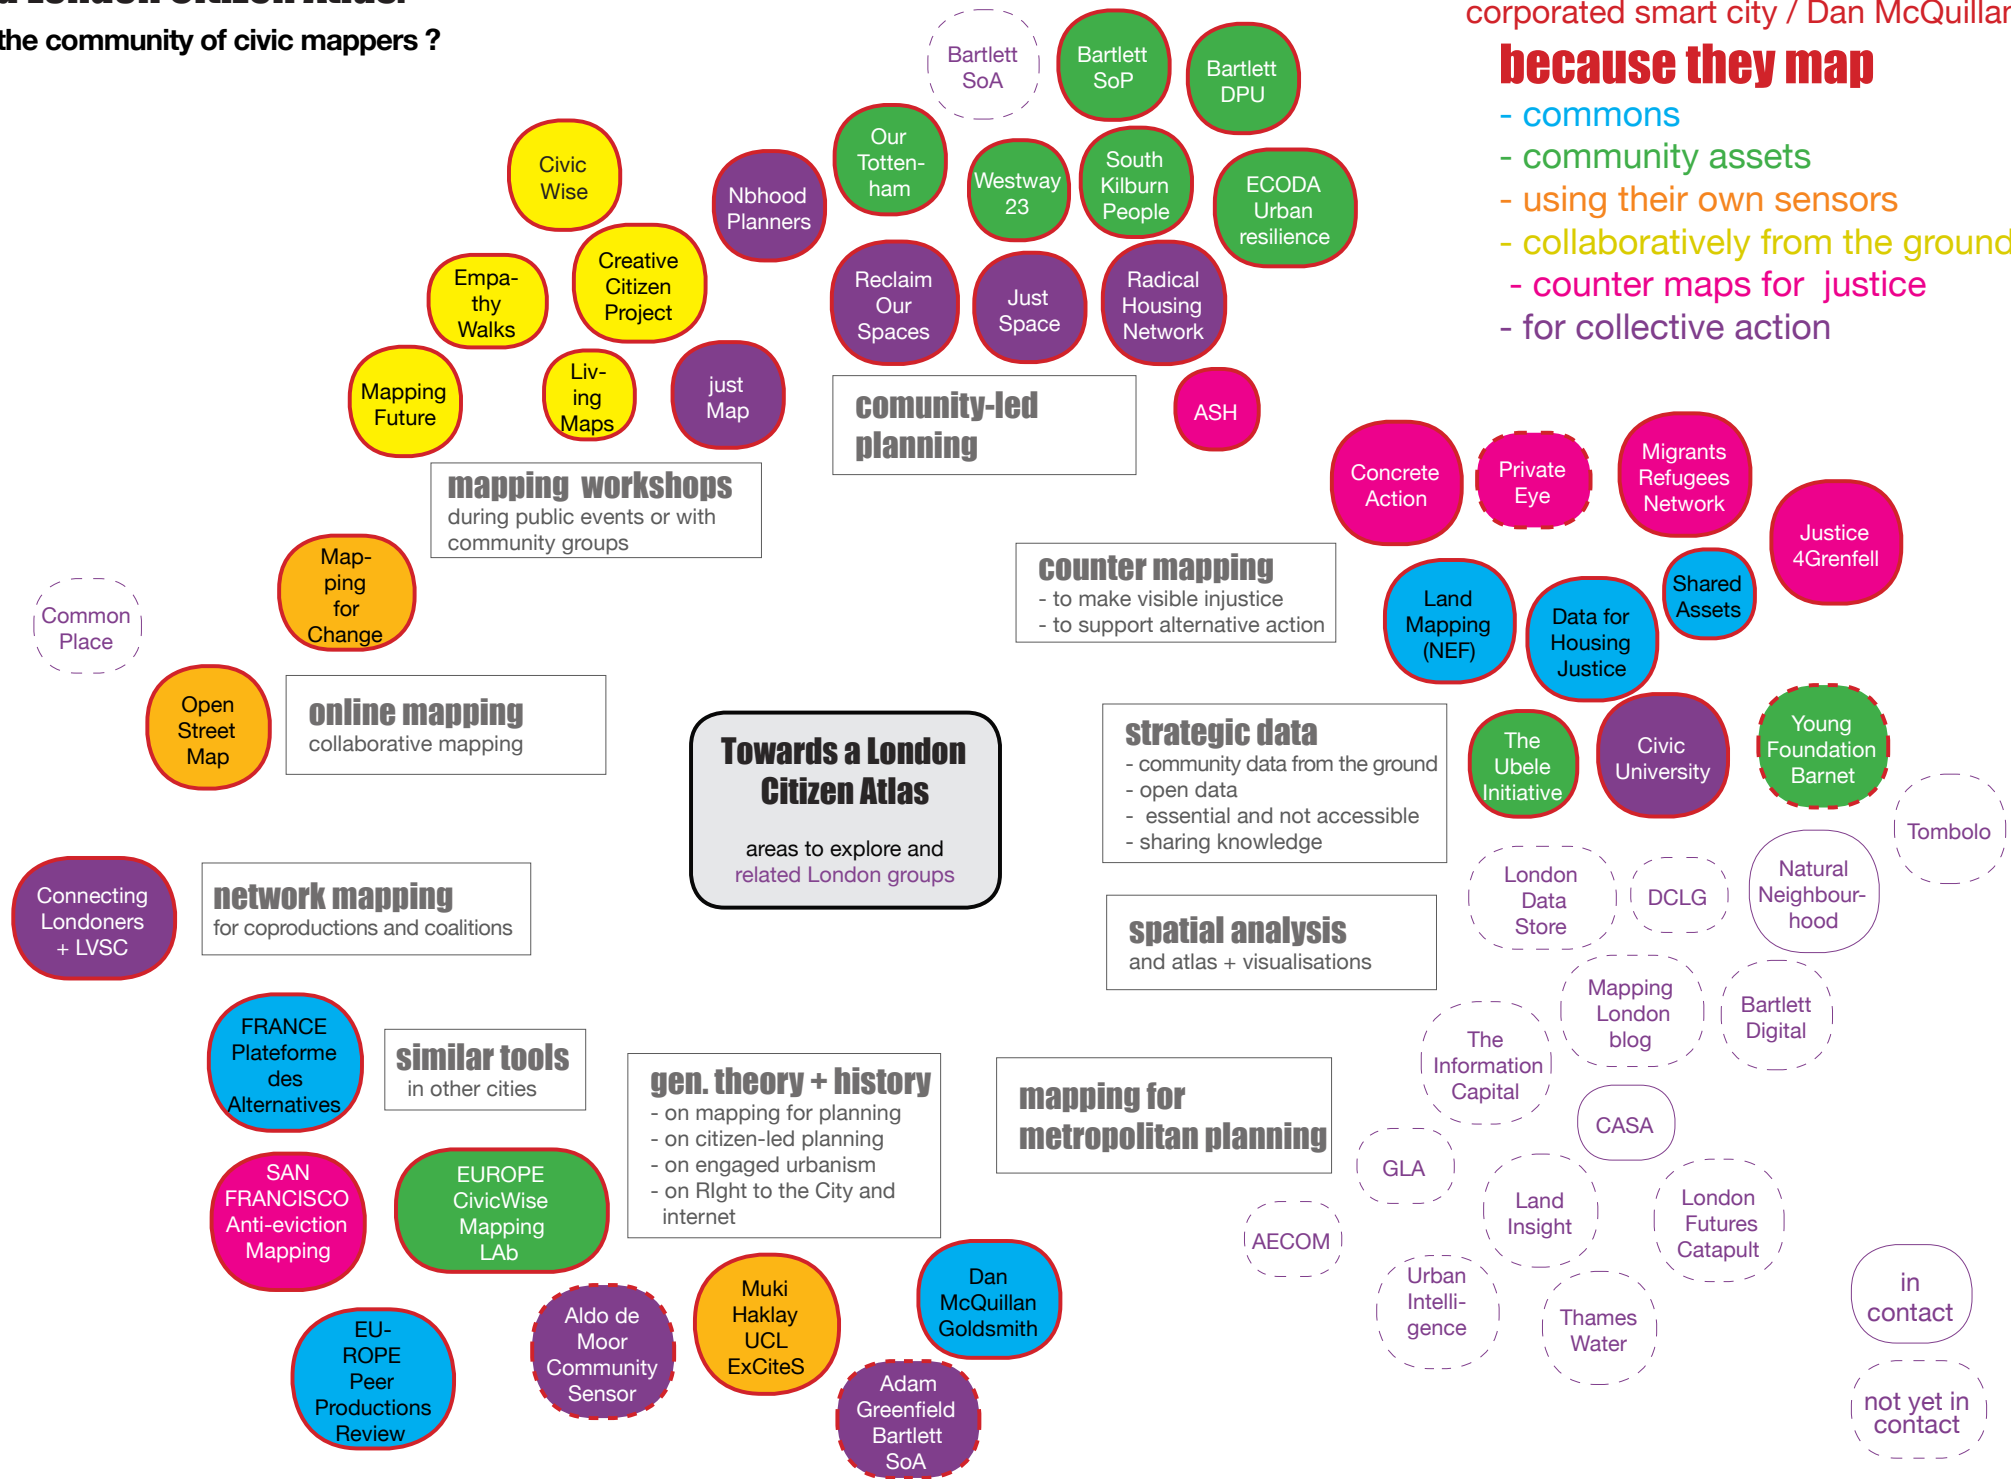 a London Citizen Atlas.
the community of civic mappers ?
corporated smart city / Dan McQuillan
because they map
- commons
- community assets
- using their own sensors
- collaboratively from the ground
- counter maps for justice
- for collective action
Bartlett
SoA
Bartlett
SoP
Bartlett
DPU
Our
Totten-
ham
Westway
23
South
Kilburn
People
ECODA
Urban
resilience
Civic
Wise
Nbhood
Planners
Empa-
thy
Walks
Creative
Citizen
Project
Reclaim
Our
Spaces
Just
Space
Radical
Housing
Network
Mapping
Future
Liv-
ing
Maps
just
Map
comunity-led
planning
ASH
mapping workshops
during public events or with
community groups
Concrete
Action
Private
Eye
Migrants
Refugees
Network
Justice
4Grenfell
Map-
ping
for
Change
counter mapping
- to make visible injustice
- to support alternative action
Land
Mapping
(NEF)
Data for
Housing
Justice
Shared
Assets
Common
Place
Open
Street
Map
online mapping
collaborative mapping
Towards a London
Citizen Atlas
areas to explore and
related London groups
strategic data
- community data from the ground
- open data
- essential and not accessible
- sharing knowledge
The
Ubele
Initiative
Civic
University
Young
Foundation
Barnet
Tombolo
Connecting
Londoners
+ LVSC
network mapping
for coproductions and coalitions
spatial analysis
and atlas + visualisations
London
Data
Store
DCLG
Natural
Neighbour-
hood
Mapping
London
blog
Bartlett
Digital
FRANCE
Plateforme
des
Alternatives
similar tools
in other cities
gen. theory + history
- on mapping for planning
- on citizen-led planning
- on engaged urbanism
- on RIght to the City and
internet
mapping for
metropolitan planning
The
Information
Capital
CASA
GLA
SAN
FRANCISCO
Anti-eviction
Mapping
EUROPE
CivicWise
Mapping
LAb
AECOM
Land
Insight
London
Futures
Catapult
EU-
ROPE
Peer
Productions
Review
Aldo de
Moor
Community
Sensor
Muki
Haklay
UCL
ExCiteS
Dan
McQuillan
Goldsmith
Adam
Greenfield
Bartlett
SoA
Urban
Intelli-
gence
Thames
Water
in
contact
not yet in
contact